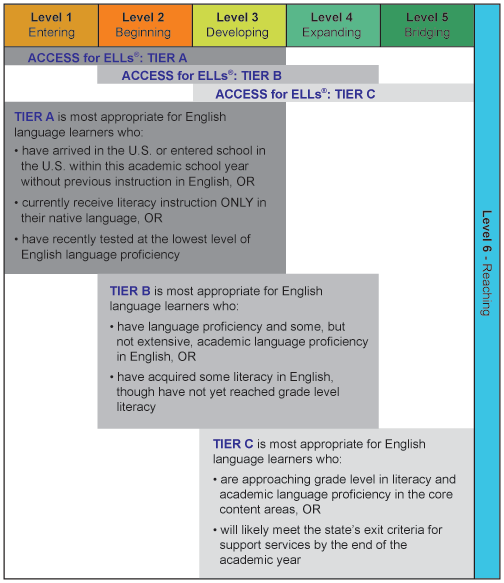 Level 1
Entering
Level 2
Beginning
Level 3
Developing
Level 4
Expanding
Level 5
Bridging
ACCESS for ELLs®: TIER A
ACCESS for ELLs®: TIER B
ACCESS for ELLs®: TIER C
TIER A is most appropriate for English
language learners who:
• have arrived in the U.S. or entered school in
the U.S. within this academic school year
without previous instruction in English, OR
• currently receive literacy instruction ONLY in
their native language, OR
• have recently tested at the lowest level of
English language proficiency
Level 6 - Reaching
TIER B is most appropriate for English
language learners who:
• have language proficiency and some, but
not extensive, academic language proficiency
in English, OR
• have acquired some literacy in English,
though have not yet reached grade level
literacy
TIER C is most appropriate for English
language learners who:
• are approaching grade level in literacy and
academic language proficiency in the core
content areas, OR
• will likely meet the state's exit criteria for
support services by the end of the
academic year